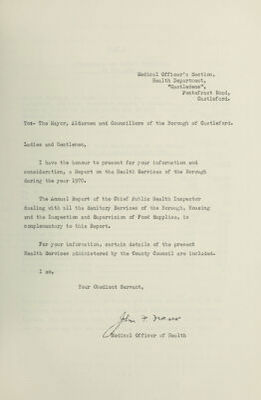 Medical Officer's Section,
Health Department,
"Castledene",
Pontefract Road,
Castleford.
To:- The Mayor, Aldermen and Councillors of the Borough of Castleford.
Ladies and Gentlemen,
I have the honour to present for your information and
consideration, a Report on the Health Services of the Borough
during the year 1970.
The Annual Report of the Chief Public Health Inspector
dealing with all the Sanitary Services of the Borough, Housing
and the Inspection and Supervision of Food Supplies, is
complementary to this Report.
For your information, certain details of the present
Health Services administered by the County Council are included.
I am,
Your Obedient Servant,
John F.
Medical Officer of Health